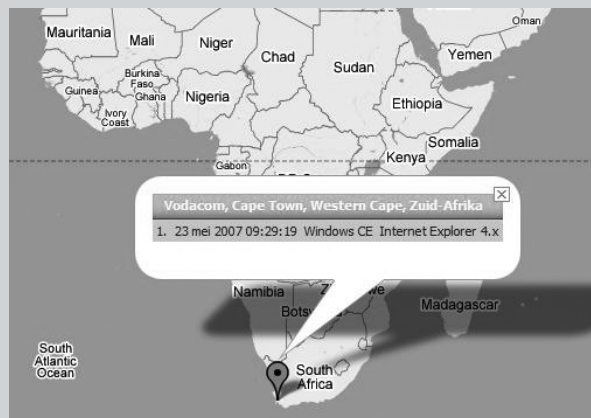 Mauritania
Mali
Niger
Chad
Sudan
Oman
Yemen
Guinea
Burkina
Faso
Ghana
Ivory
Coast
Nigeria
Ethiopia
Somalia
Gabon
Kenya
Vodacom, Cape Town, Western Cape, Zuid-Afrika
1. 23 mei 2007 09:29:19 Windows CE Internet Explorer 4.x
Namibia
Madagascar
South
Atlantic
Ocean
South
Africa